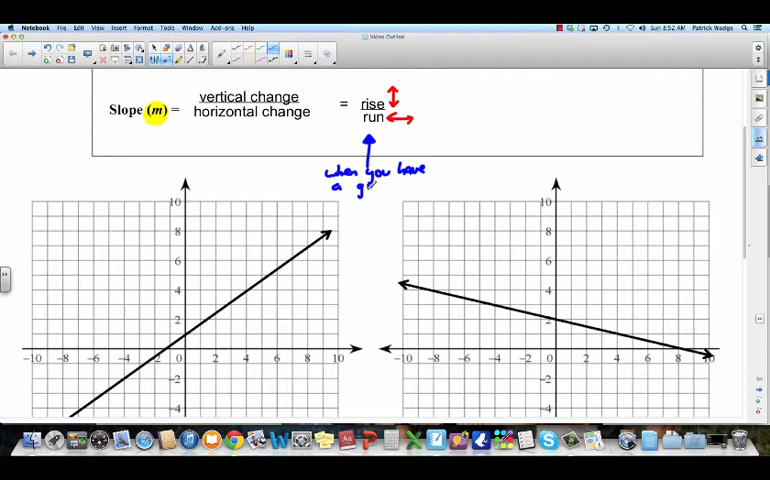 Notebook File Edit View Insert Format Tools Window Add-ons Help Sun 8:52 AM Patrick Wadge
Video Outline
Slope (m) = vertical change = rise
horizontal change run
when you have
a g
10 10
8 8
6 6
4 4
2 2
-10 -8 -6 -4 -2 0 2 4 6 8 10 -10 -8 -6 -4 -2 0 2 4 6 8 10
-2 -2
-4 -4